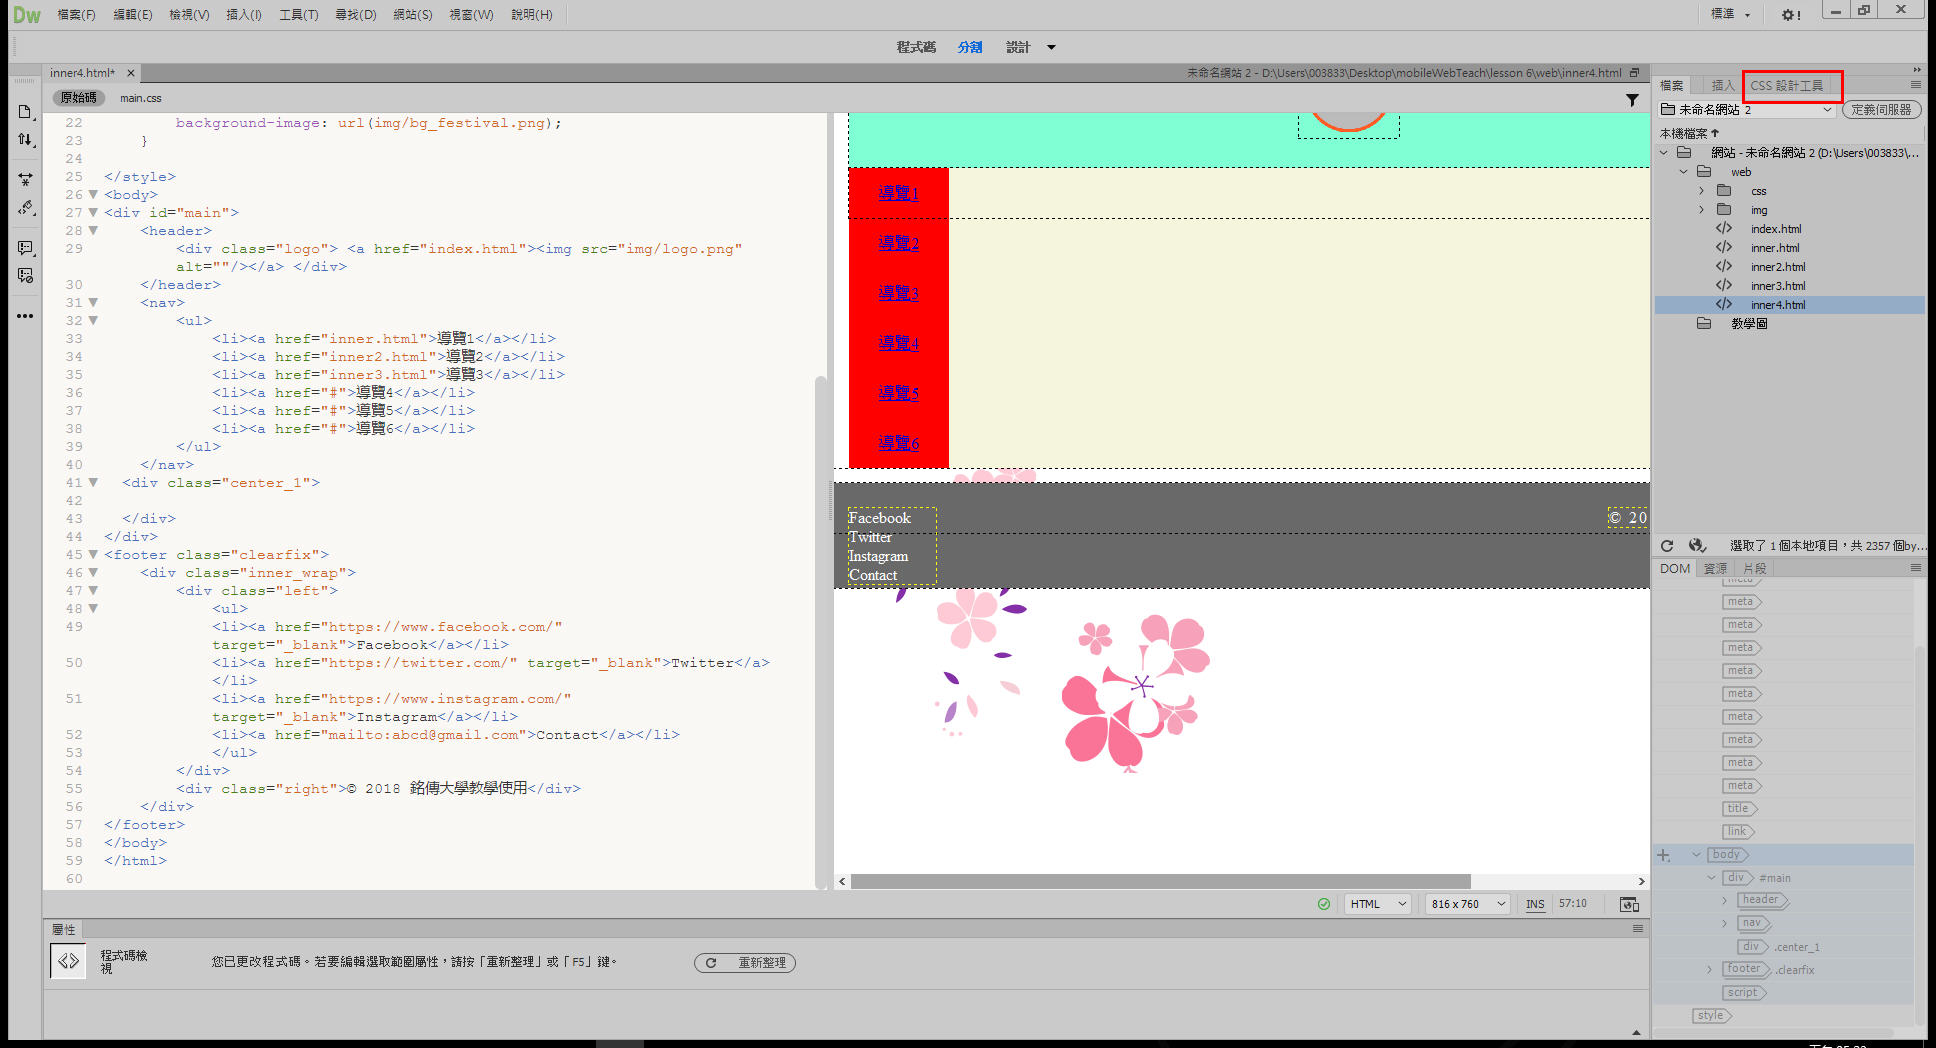 Dw 檔案(F) 編輯(E) 檢視(V) 插入(I) 工具(T) 尋找(D) 網站(S) 視窗(W) 說明(H) 標準
程式碼 分割 設計
inner4.html* 未命名網站 2 - D:\Users\003833\Desktop\mobileWebTeach\lesson 6\web\inner4.html
原始碼 main.css
22 background-image: url(img/bg_festival.png);
23 }
24
25 </style>
26 <body>
27 <div id="main">
28 <header>
29 <div class="logo"> <a href="index.html"><img src="img/logo.png"
alt=""/></a> </div>
30 </header>
31 <nav>
32 <ul>
33 <li><a href="inner.html">導覽1</a></li>
34 <li><a href="inner2.html">導覽2</a></li>
35 <li><a href="inner3.html">導覽3</a></li>
36 <li><a href="#">導覽4</a></li>
37 <li><a href="#">導覽5</a></li>
38 <li><a href="#">導覽6</a></li>
39 </ul>
40 </nav>
41 <div class="center_1">
42
43 </div>
44 </div>
45 <footer class="clearfix">
46 <div class="inner_wrap">
47 <div class="left">
48 <ul>
49 <li><a href="https://www.facebook.com/"
target="_blank">Facebook</a></li>
50 <li><a href="https://twitter.com/" target="_blank">Twitter</a>
</li>
51 <li><a href="https://www.instagram.com/"
target="_blank">Instagram</a></li>
52 <li><a href="mailto:abcd@gmail.com">Contact</a></li>
53 </ul>
54 </div>
55 <div class="right">© 2018 銘傳大學教學使用</div>
56 </div>
57 </footer>
58 </body>
59 </html>
60
導覽1
導覽2
導覽3
導覽4
導覽5
導覽6
Facebook
Twitter
Instagram
Contact
© 20
HTML 816 x 760 INS 57:10
屬性
程式碼檢
視
您已更改程式碼。若要編輯選取範圍屬性，請按「重新整理」或「F5」鍵。
重新整理
檔案 插入 CSS 設計工具
未命名網站 2 定義伺服器
本機檔案
網站 - 未命名網站 2 (D:\Users\003833\...
web
css
img
index.html
inner.html
inner2.html
inner3.html
inner4.html
教學圖
選取了 1 個本地項目，共 2357 個by...
DOM 資源 片段
meta
meta
meta
meta
meta
meta
meta
meta
meta
meta
title
link
body
div #main
header
nav
div .center_1
footer .clearfix
script
style